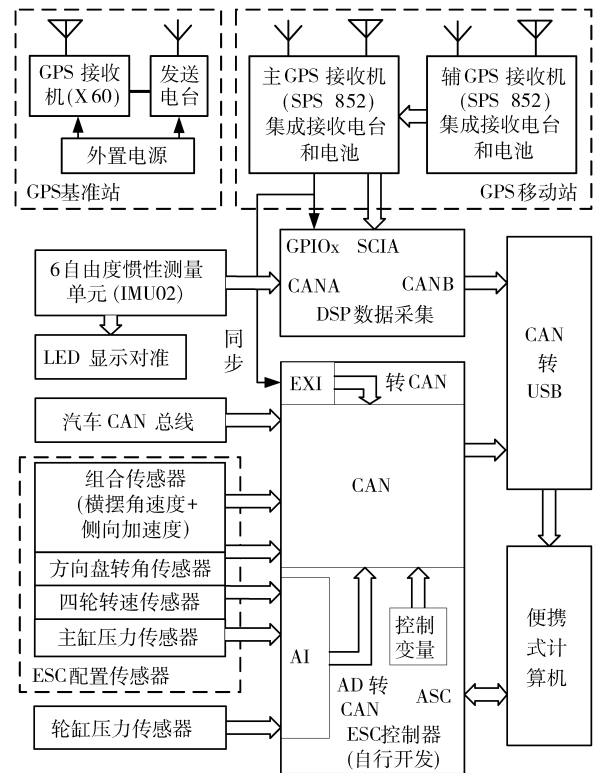 GPS 接收
机(X60)
发送
电台
外置电源
GPS基准站
主GPS 接收机
(SPS 852)
集成接收电台
和电池
辅GPS 接收机
(SPS 852)
集成接收电台
和电池
GPS移动站
6自由度惯性测量
单元(IMU02)
LED 显示对准
GPIOx SCIA
CANA CANB
DSP数据采集
同
步
CAN
转
USB
EXI
转CAN
汽车CAN 总线
CAN
组合传感器
(横摆角速度+
侧向加速度)
方向盘转角传感器
四轮转速传感器
主缸压力传感器
ESC配置传感器
轮缸压力传感器
AI
AD转
CAN
控制
变量
ASC
ESC控制器
(自行开发)
便携
式计
算机